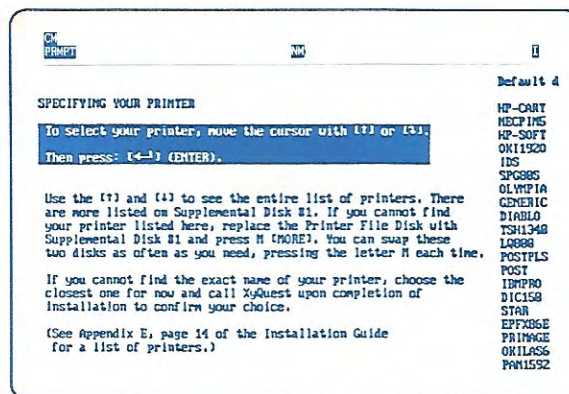 CM
PRMPT NM I
Default d
SPECIFYING YOUR PRINTER
To select your printer, move the cursor with [↑] or [↓].
Then press: [↵] (ENTER).
Use the [↑] and [↓] to see the entire list of printers. There
are more listed on Supplemental Disk #1. If you cannot find
your printer listed here, replace the Printer File Disk with
Supplemental Disk #1 and press M (MORE). You can swap these
two disks as often as you need, pressing the letter M each time.
If you cannot find the exact name of your printer, choose the
closest one for now and call XyQuest upon completion of
installation to confirm your choice.
(See Appendix E, page 14 of the Installation Guide
for a list of printers.)
HP-CART
NECPIN5
HP-SOFT
OKI1920
IDS
SPG885
OLYMPIA
GENERIC
DIABLO
TSH1340
LQ800
POSTPLS
POST
IBMPRO
DIC150
STAR
EPFX86E
PRIMAGE
OKILAS6
PAN1592